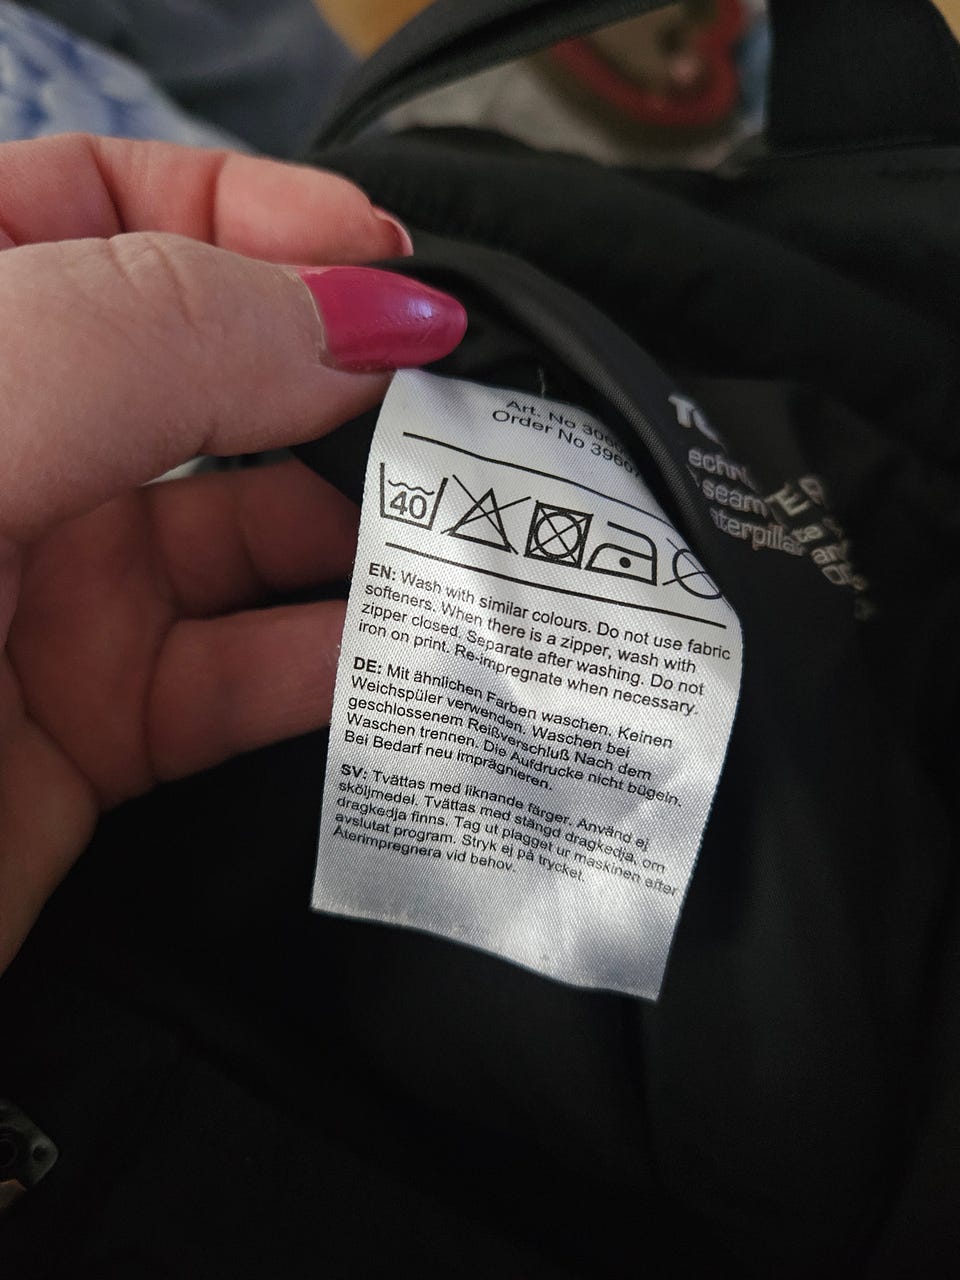 Art. No
Order No
40
EN: Wash with similar colours. Do not use fabric
softeners. When there is a zipper, wash with
zipper closed. Separate after washing. Do not
iron on print. Re-impregnate when necessary.
DE: Mit ähnlichen Farben waschen. Keinen
Weichspüler verwenden. Waschen bei
geschlossenem Reißverschluß Nach dem
Waschen trennen. Die Aufdrucke nicht bügeln.
Bei Bedarf neu imprägnieren.
SV: Tvättas med liknande färger. Använd ej
sköljmedel. Tvättas med stängd dragkedja, om
dragkedja finns. Tag ut plagget ur maskinen efter
avslutat program. Stryk ej på trycket.
Återimpregnera vid behov.
seam